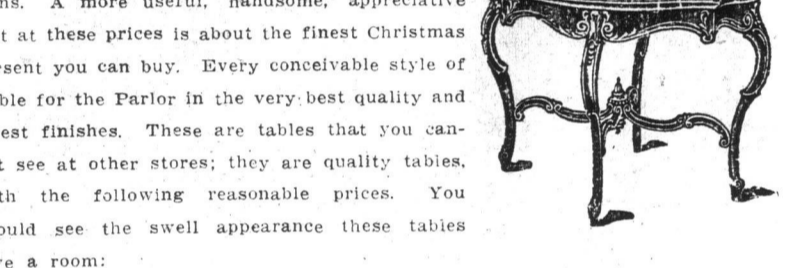 ns. A more useful, handsome, appreciative
t at these prices is about the finest Christmas
sent you can buy. Every conceivable style of
ble for the Parlor in the very best quality and
est finishes. These are tables that you can-
t see at other stores; they are quality tables,
th the following reasonable prices. You
ould see the swell appearance these tables
e a room: